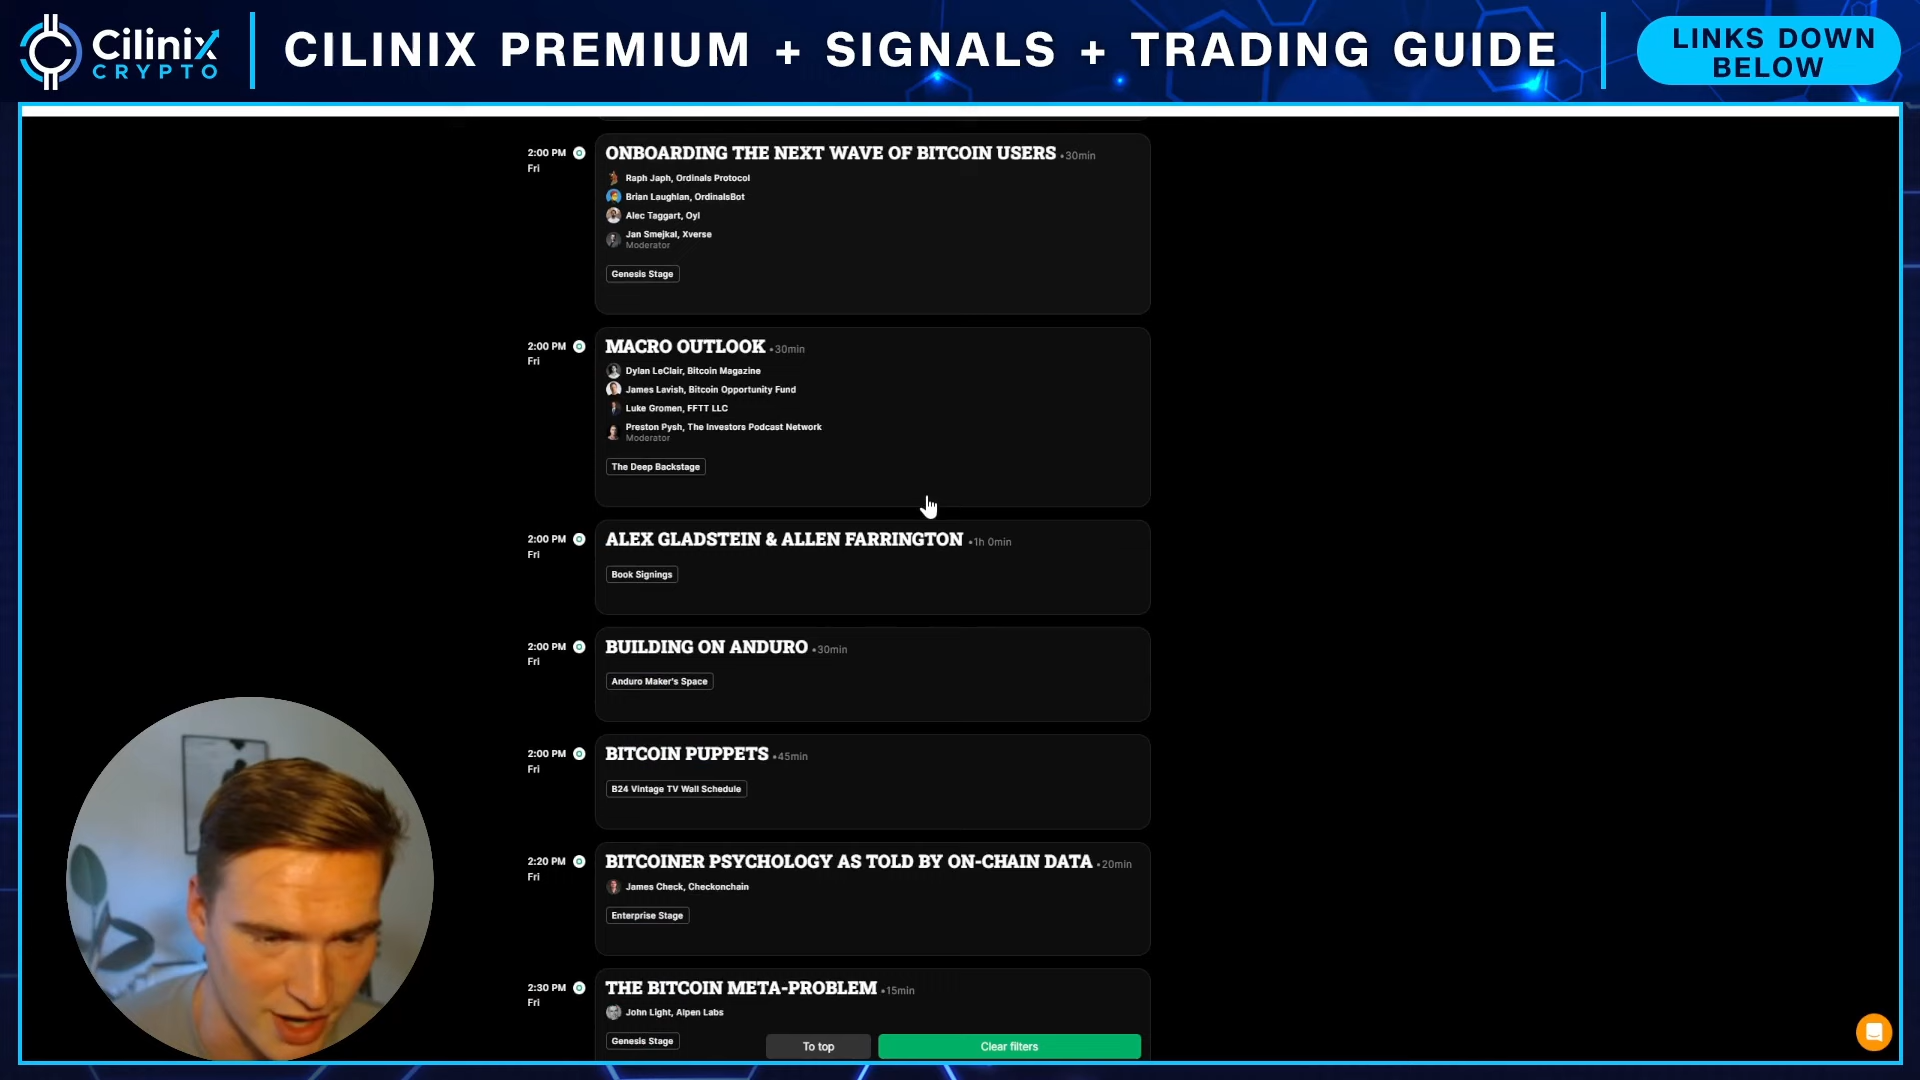 Cilinix
CRYPTO
CILINIX PREMIUM + SIGNALS + TRADING GUIDE
LINKS DOWN
BELOW
2:00 PM
Fri
ONBOARDING THE NEXT WAVE OF BITCOIN USERS •30min
Raph Japh, Ordinals Protocol
Brian Laughlan, OrdinalsBot
Alec Taggart, Oyl
Jan Smejkal, Xverse
Moderator
Genesis Stage
2:00 PM
Fri
MACRO OUTLOOK •30min
Dylan LeClair, Bitcoin Magazine
James Lavish, Bitcoin Opportunity Fund
Luke Gromen, FFTT LLC
Preston Pysh, The Investors Podcast Network
Moderator
The Deep Backstage
2:00 PM
Fri
ALEX GLADSTEIN & ALLEN FARRINGTON •1h 0min
Book Signings
2:00 PM
Fri
BUILDING ON ANDURO •30min
Anduro Maker's Space
2:00 PM
Fri
BITCOIN PUPPETS •45min
B24 Vintage TV Wall Schedule
2:20 PM
Fri
BITCOINER PSYCHOLOGY AS TOLD BY ON-CHAIN DATA •20min
James Check, Checkonchain
Enterprise Stage
2:30 PM
Fri
THE BITCOIN META-PROBLEM •15min
John Light, Alpen Labs
Genesis Stage
To top
Clear filters